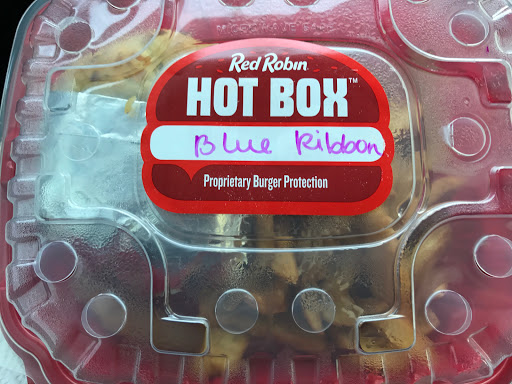 Red Robin
HOT BOX™
Blue Ribbon
Proprietary Burger Protection